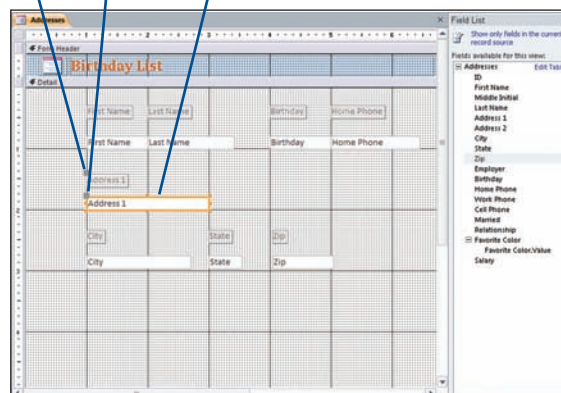 Addresses
Form Header
Birthday List
Detail
First Name Last Name Birthday Home Phone
First Name Last Name Birthday Home Phone
Address 1
Address 1
City State Zip
City State Zip
Field List
Show only fields in the current
record source
Fields available for this view:
Addresses Edit Tab
ID
First Name
Middle Initial
Last Name
Address 1
Address 2
City
State
Zip
Employer
Birthday
Home Phone
Work Phone
Cell Phone
Married
Relationship
Favorite Color
Favorite Color.Value
Salary